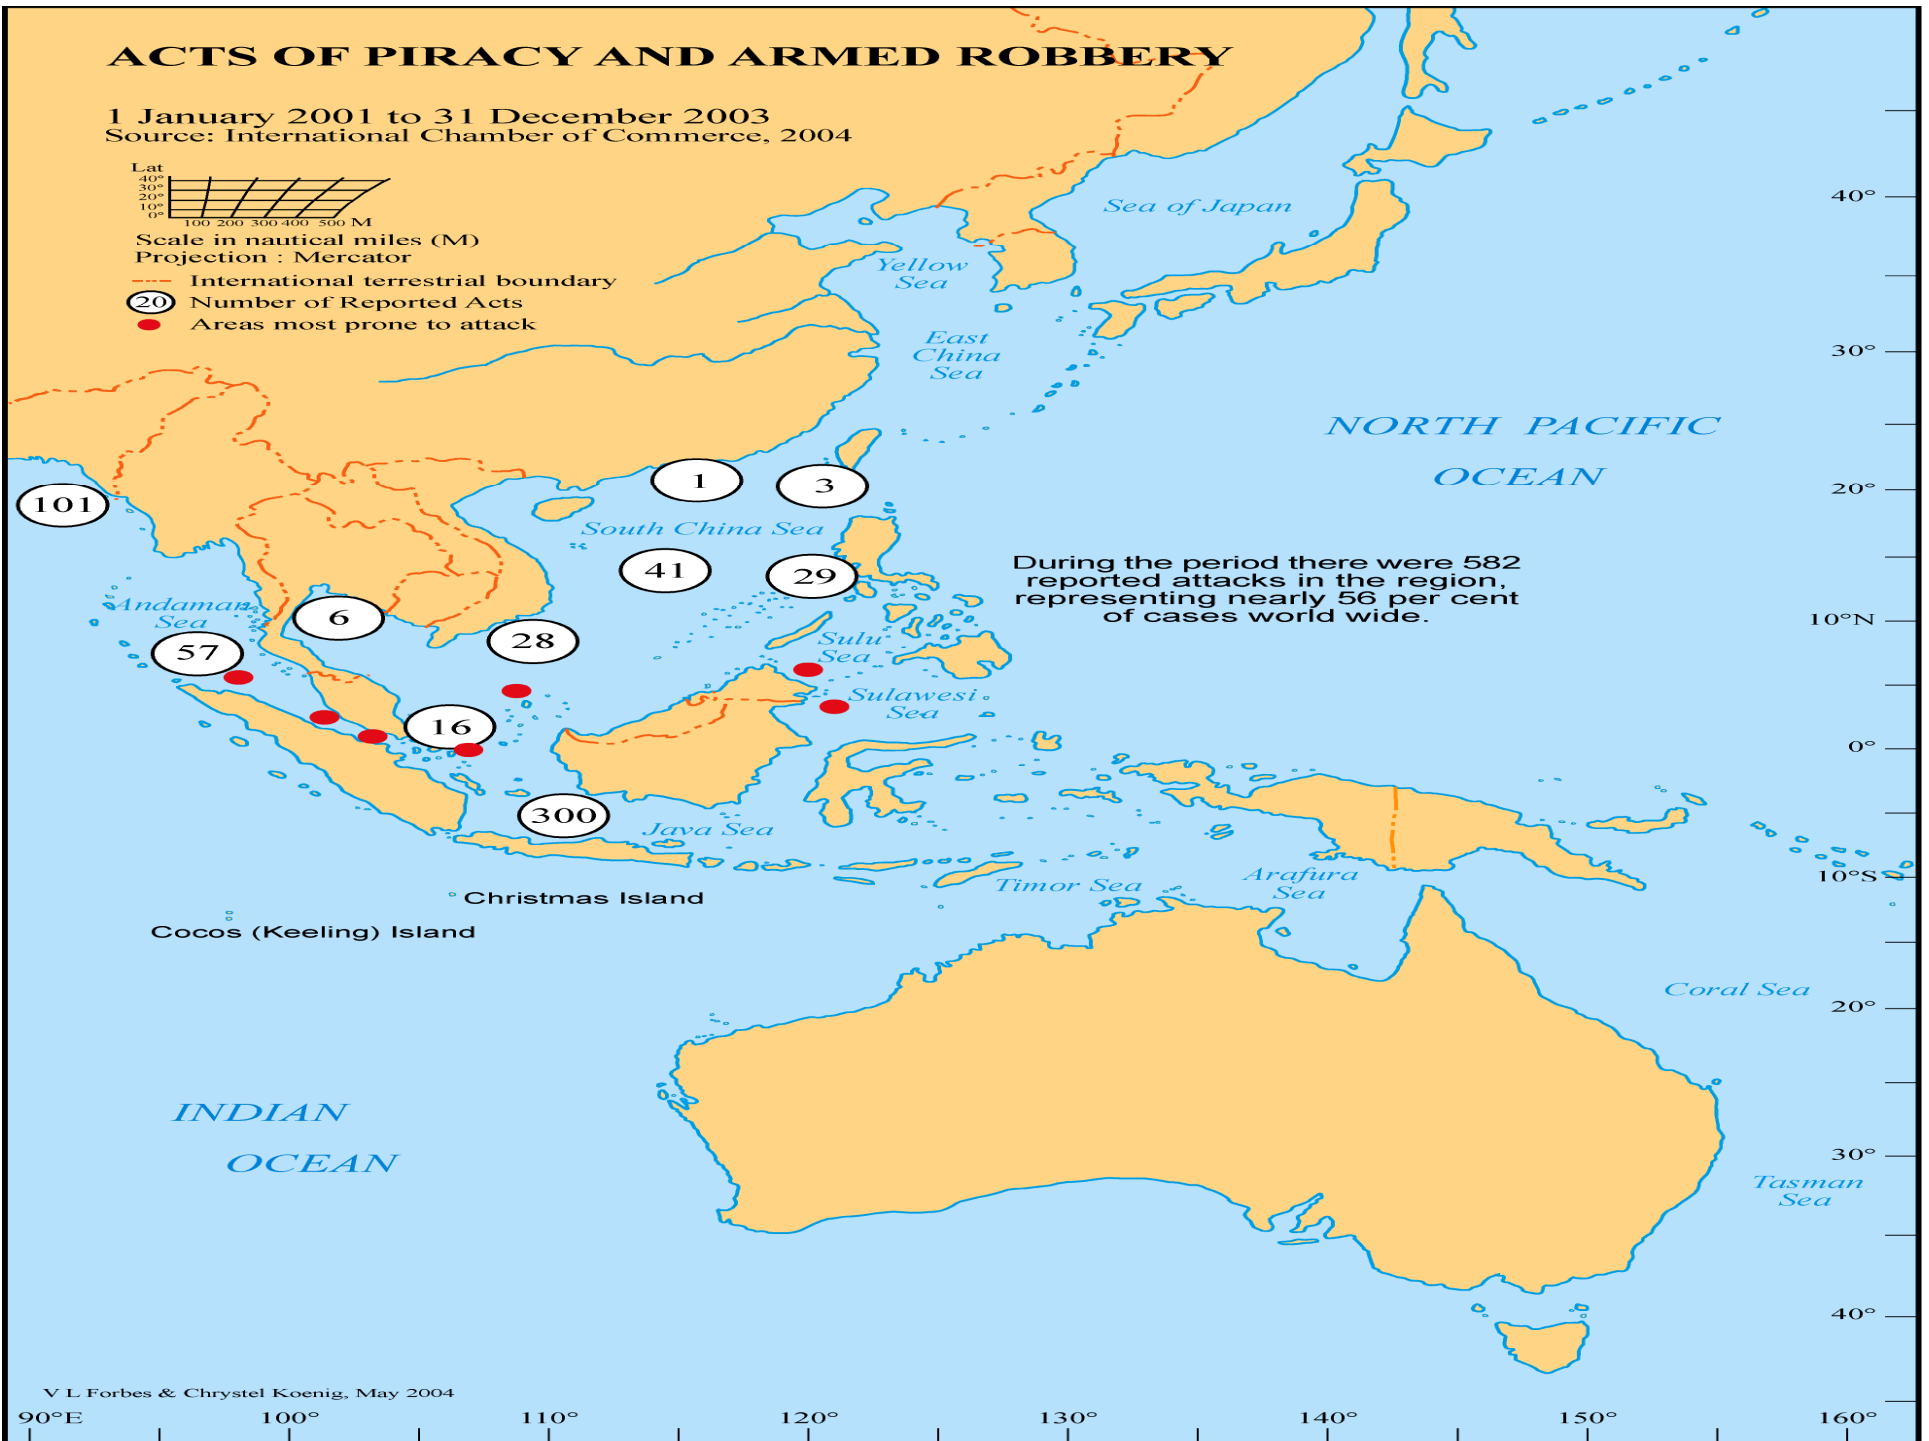 ACTS OF PIRACY AND ARMED ROBBERY
1 January 2001 to 31 December 2003
Source: International Chamber of Commerce, 2004
Lat
40°
30°
20°
10°
0°
100 200 300 400 500 M
Scale in nautical miles (M)
Projection : Mercator
International terrestrial boundary
20 Number of Reported Acts
Areas most prone to attack
Sea of Japan
Yellow
Sea
East
China
Sea
NORTH PACIFIC
OCEAN
101
1
3
South China Sea
41
29
During the period there were 582
reported attacks in the region,
representing nearly 56 per cent
of cases world wide.
Andaman
Sea
6
57
28
Sulu
Sea
Sulawesi
Sea
16
300
Java Sea
Timor Sea
Arafura
Sea
Christmas Island
Cocos (Keeling) Island
Coral Sea
INDIAN
OCEAN
Tasman
Sea
40°
30°
20°
10°N
0°
10°S
20°
30°
40°
V L Forbes & Chrystel Koenig, May 2004
90°E 100° 110° 120° 130° 140° 150° 160°